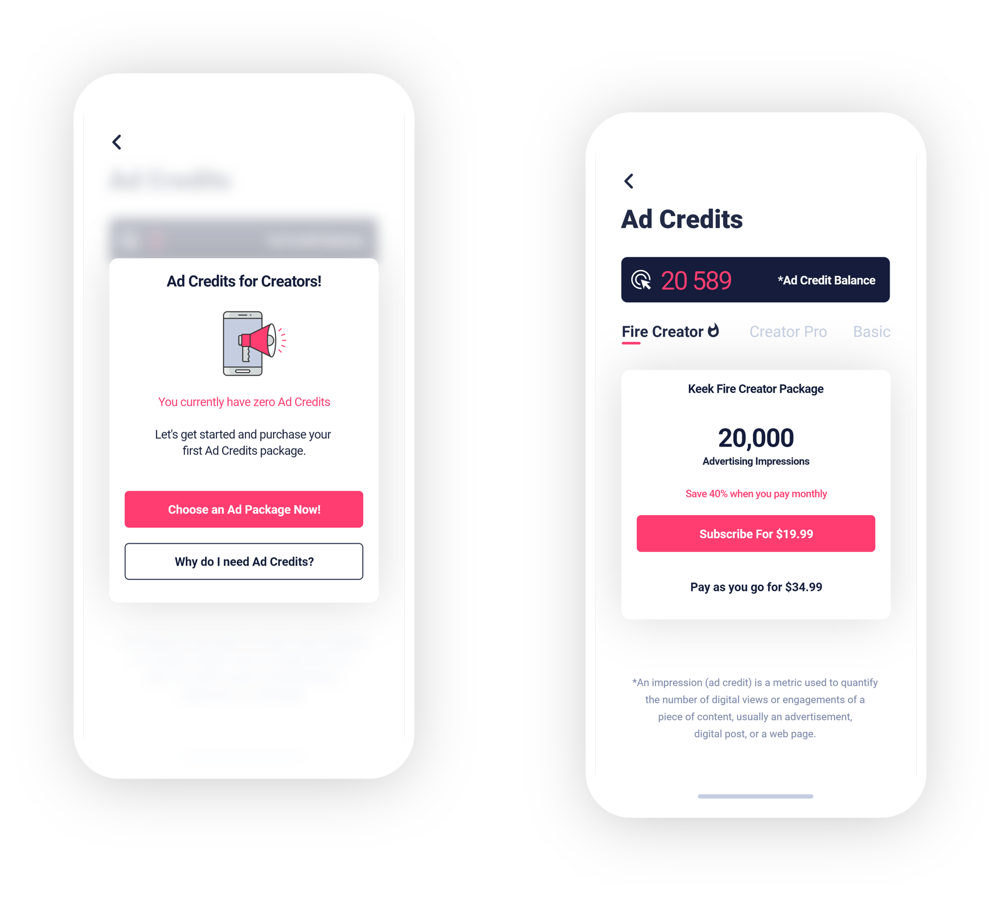 Ad Credits
Ad Credits for Creators!
You currently have zero Ad Credits
Let's get started and purchase your
first Ad Credits package.
Choose an Ad Package Now!
Why do I need Ad Credits?
Ad Credits
20 589
*Ad Credit Balance
Fire Creator
Creator Pro
Basic
Keek Fire Creator Package
20,000
Advertising Impressions
Save 40% when you pay monthly
Subscribe For $19.99
Pay as you go for $34.99
*An impression (ad credit) is a metric used to quantify
the number of digital views or engagements of a
piece of content, usually an advertisement,
digital post, or a web page.